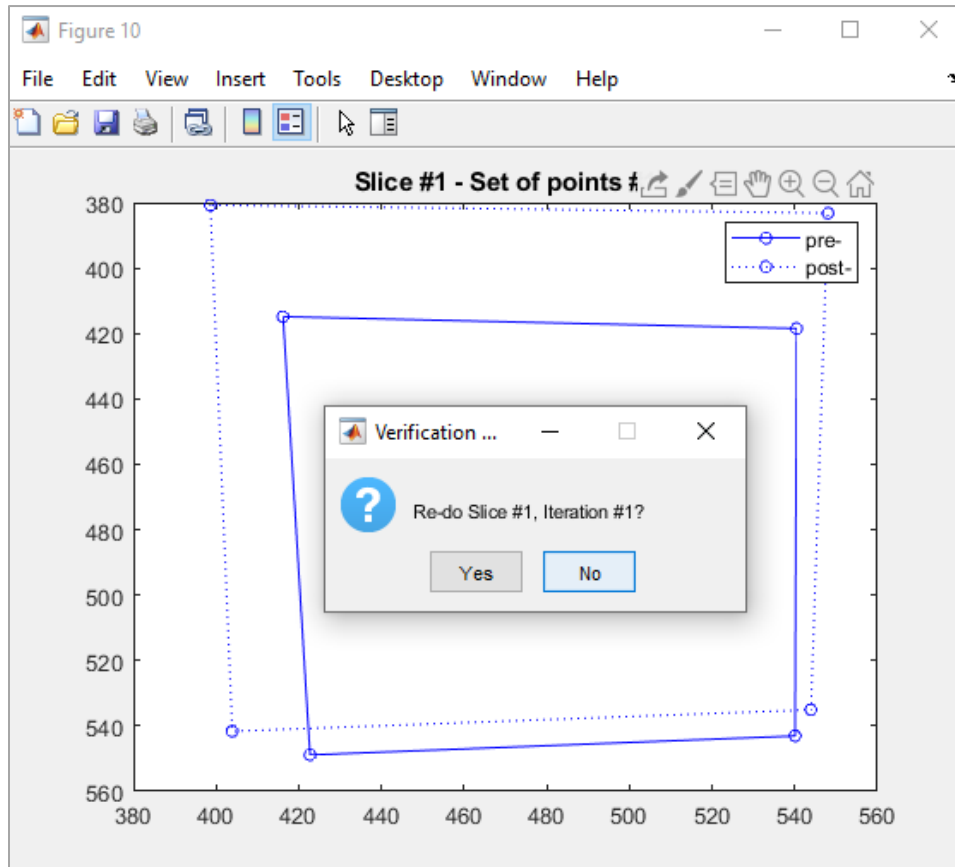 Figure 10
File Edit View Insert Tools Desktop Window Help
Slice #1 - Set of points #
pre-
post-
380
400
420
440
460
480
500
520
540
560
380 400 420 440 460 480 500 520 540 560
Verification ...
Re-do Slice #1, Iteration #1?
Yes No